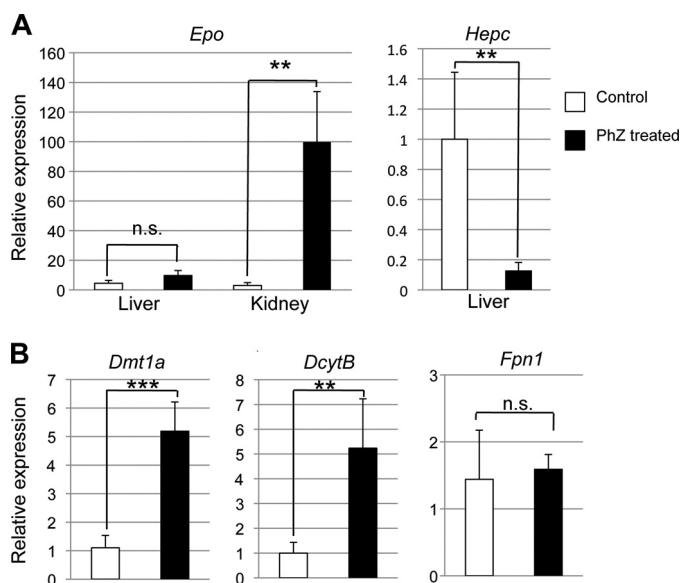 A
Epo
Hepc
Relative expression
160
140
120
100
80
60
40
20
0
n.s.
**
Liver
Kidney
1.6
1.4
1.2
1
0.8
0.6
0.4
0.2
0
**
Liver
Control
PhZ treated
B
Dmt1a
DcytB
Fpn1
Relative expression
7
6
5
4
3
2
1
0
***
8
7
6
5
4
3
2
1
0
**
3
2
1
0
n.s.